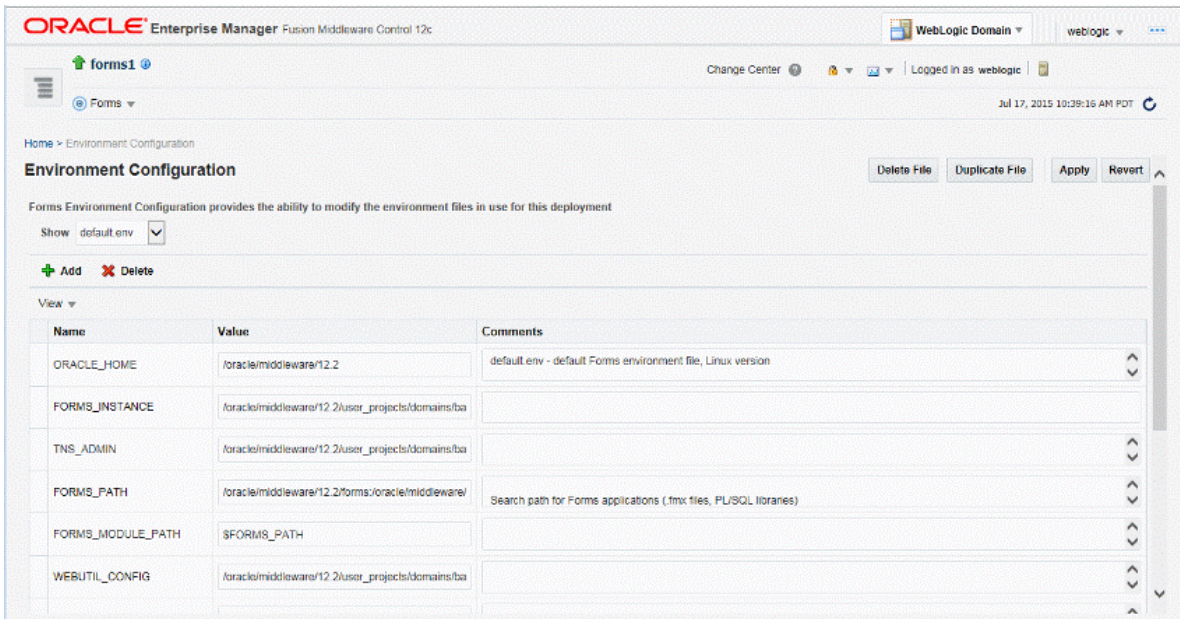 ORACLE® Enterprise Manager Fusion Middleware Control 12c
WebLogic Domain
weblogic
forms1
Change Center
Logged in as weblogic
Forms
Jul 17, 2015 10:39:16 AM PDT
Home > Environment Configuration
Environment Configuration
Delete File
Duplicate File
Apply
Revert
Forms Environment Configuration provides the ability to modify the environment files in use for this deployment
Show default.env
Add
Delete
View
Name Value Comments
ORACLE_HOME /oracle/middleware/12.2 default.env - default Forms environment file, Linux version
FORMS_INSTANCE /oracle/middleware/12.2/user_projects/domains/ba
TNS_ADMIN /oracle/middleware/12.2/user_projects/domains/ba
FORMS_PATH /oracle/middleware/12.2/forms:/oracle/middleware/ Search path for Forms applications (.fmx files, PL/SQL libraries)
FORMS_MODULE_PATH $FORMS_PATH
WEBUTIL_CONFIG /oracle/middleware/12.2/user_projects/domains/ba